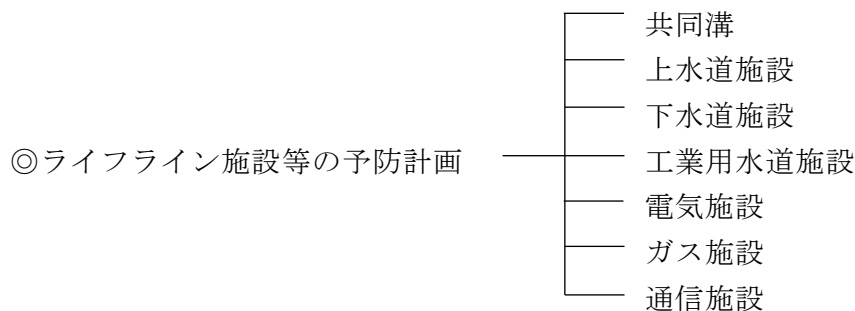 共同溝
上水道施設
下水道施設
◎ライフライン施設等の予防計画
工業用水道施設
電気施設
ガス施設
通信施設